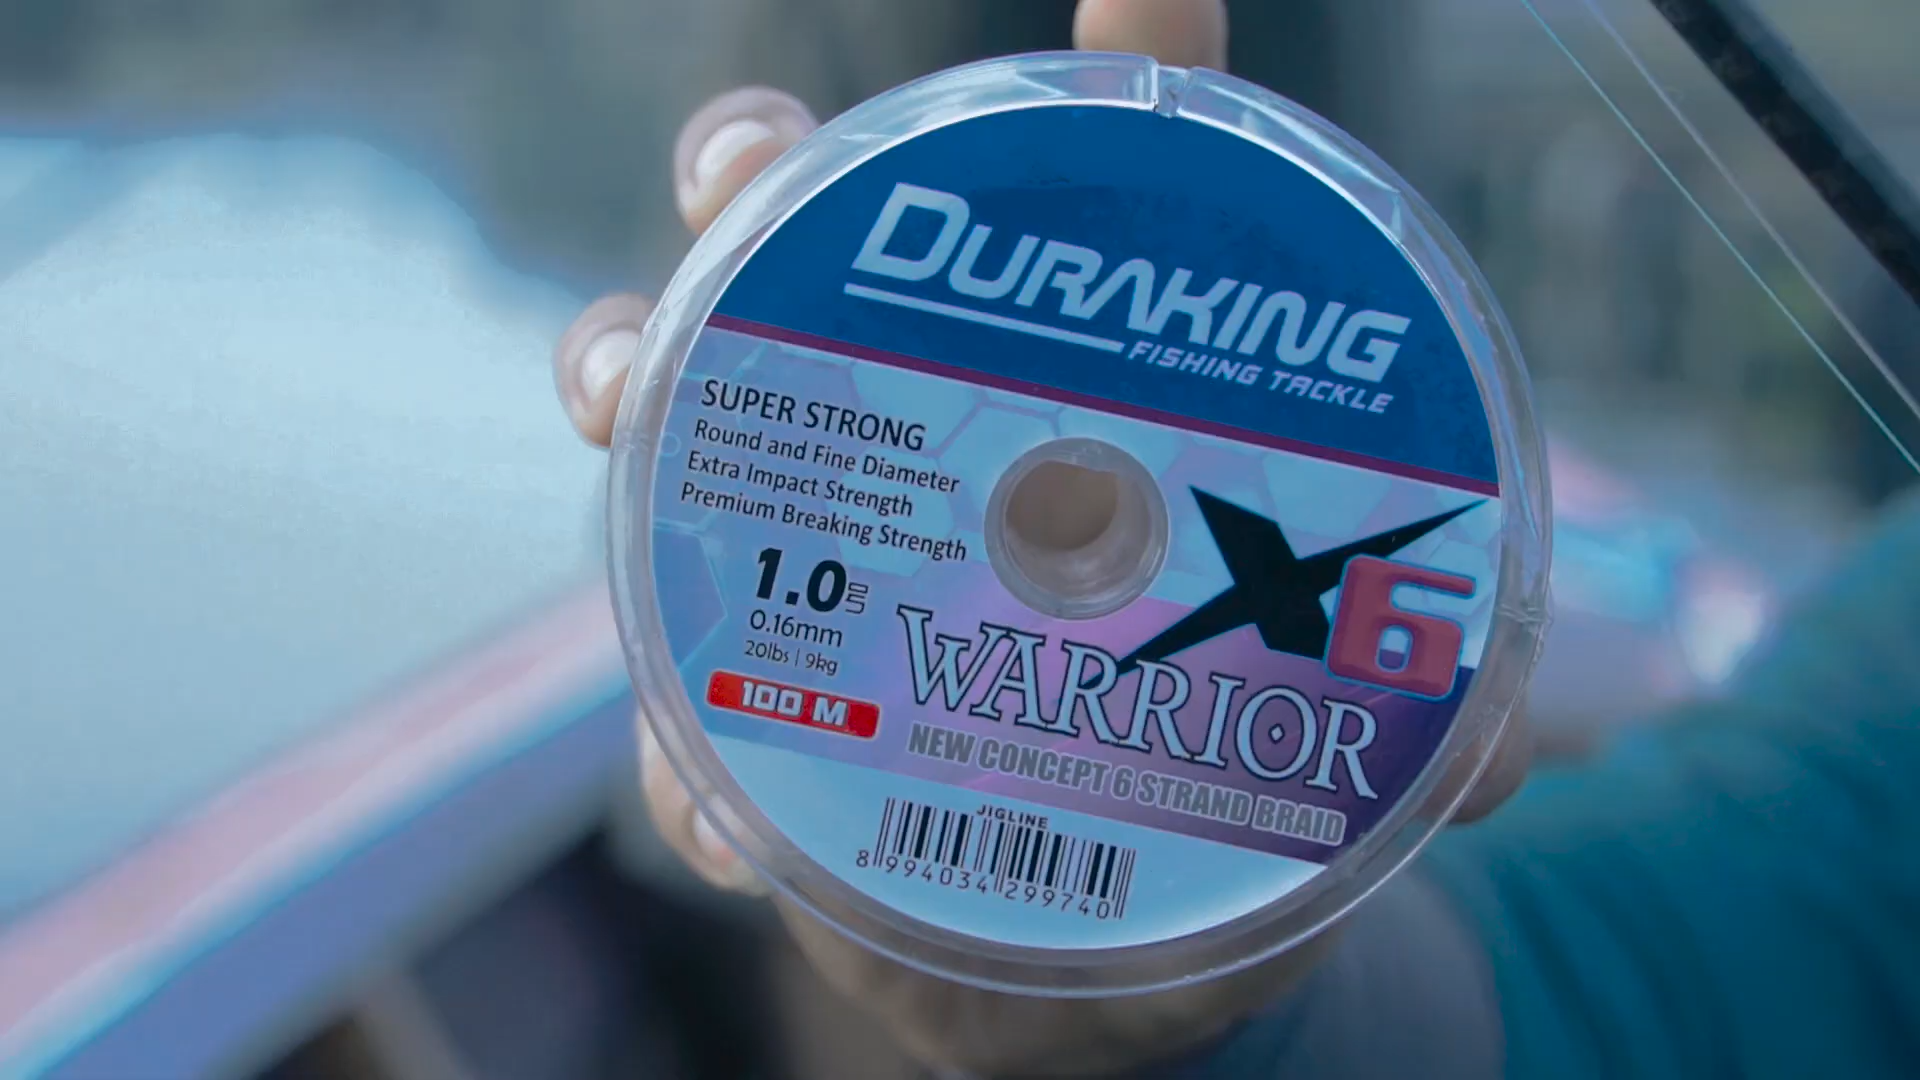 DURAKING
FISHING TACKLE
SUPER STRONG
Round and Fine Diameter
Extra Impact Strength
Premium Breaking Strength
1.0
0.16mm
20lbs | 9kg
100 M
X6
WARRIOR
NEW CONCEPT 6 STRAND BRAID
JIGLINE
8 994034 299740